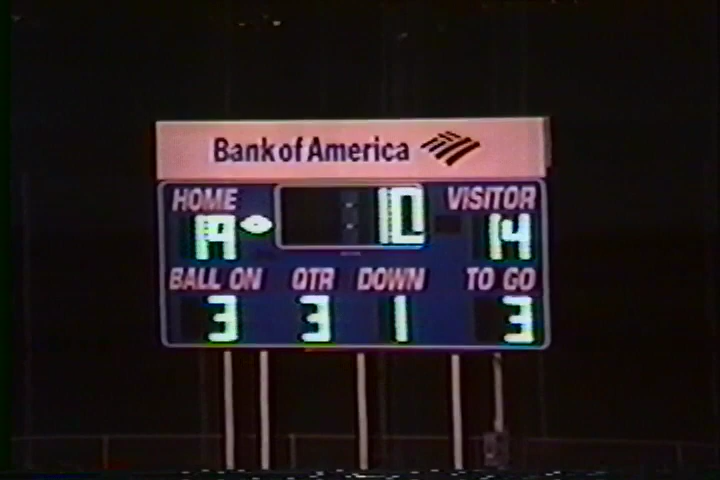 Bank of America
HOME 10 VISITOR
19 14
BALL ON QTR DOWN TO GO
3 3 1 3